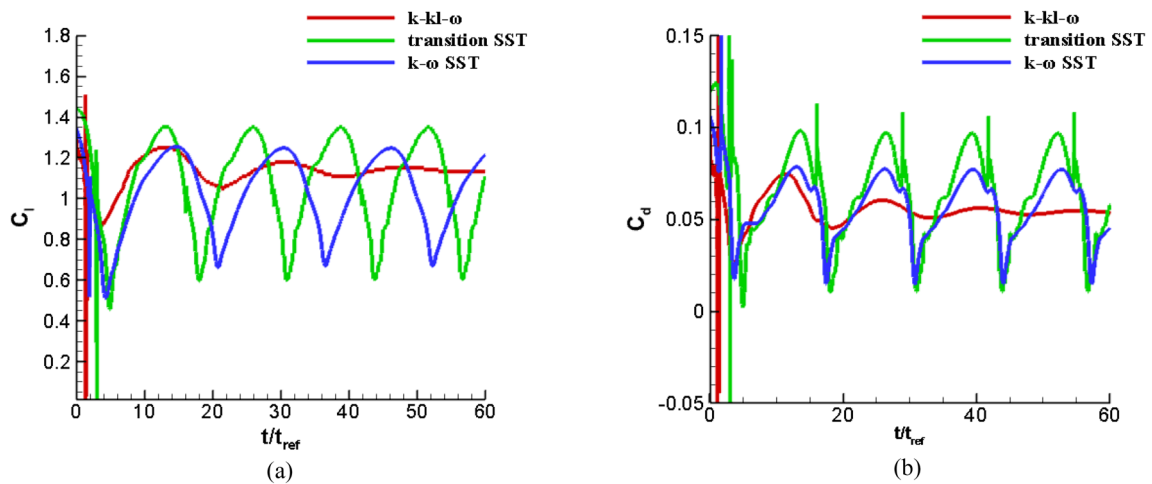 k-kl-ω
transition SST
k-ω SST
1.8
1.6
1.4
1.2
1
0.8
0.6
0.4
0.2
C_l
0 10 20 30 40 50 60
t/t_ref
(a)
k-kl-ω
transition SST
k-ω SST
0.15
0.1
0.05
0
-0.05
C_d
0 20 40 60
t/t_ref
(b)